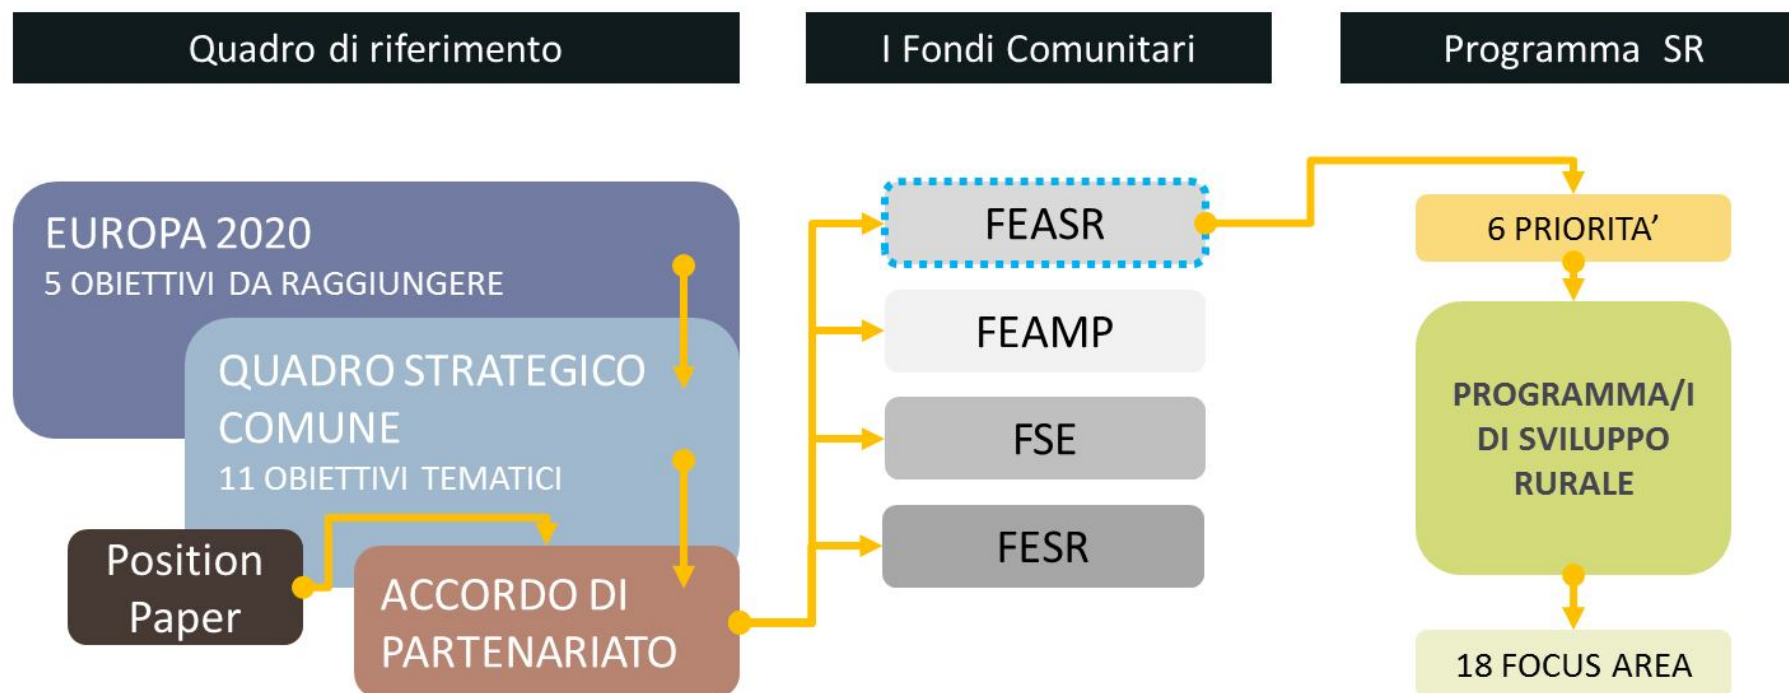 Quadro di riferimento
I Fondi Comunitari
Programma SR
EUROPA 2020
5 OBIETTIVI DA RAGGIUNGERE
QUADRO STRATEGICO
COMUNE
11 OBIETTIVI TEMATICI
Position
Paper
ACCORDO DI
PARTENARIATO
FEASR
FEAMP
FSE
FESR
6 PRIORITA’
PROGRAMMA/I
DI SVILUPPO
RURALE
18 FOCUS AREA